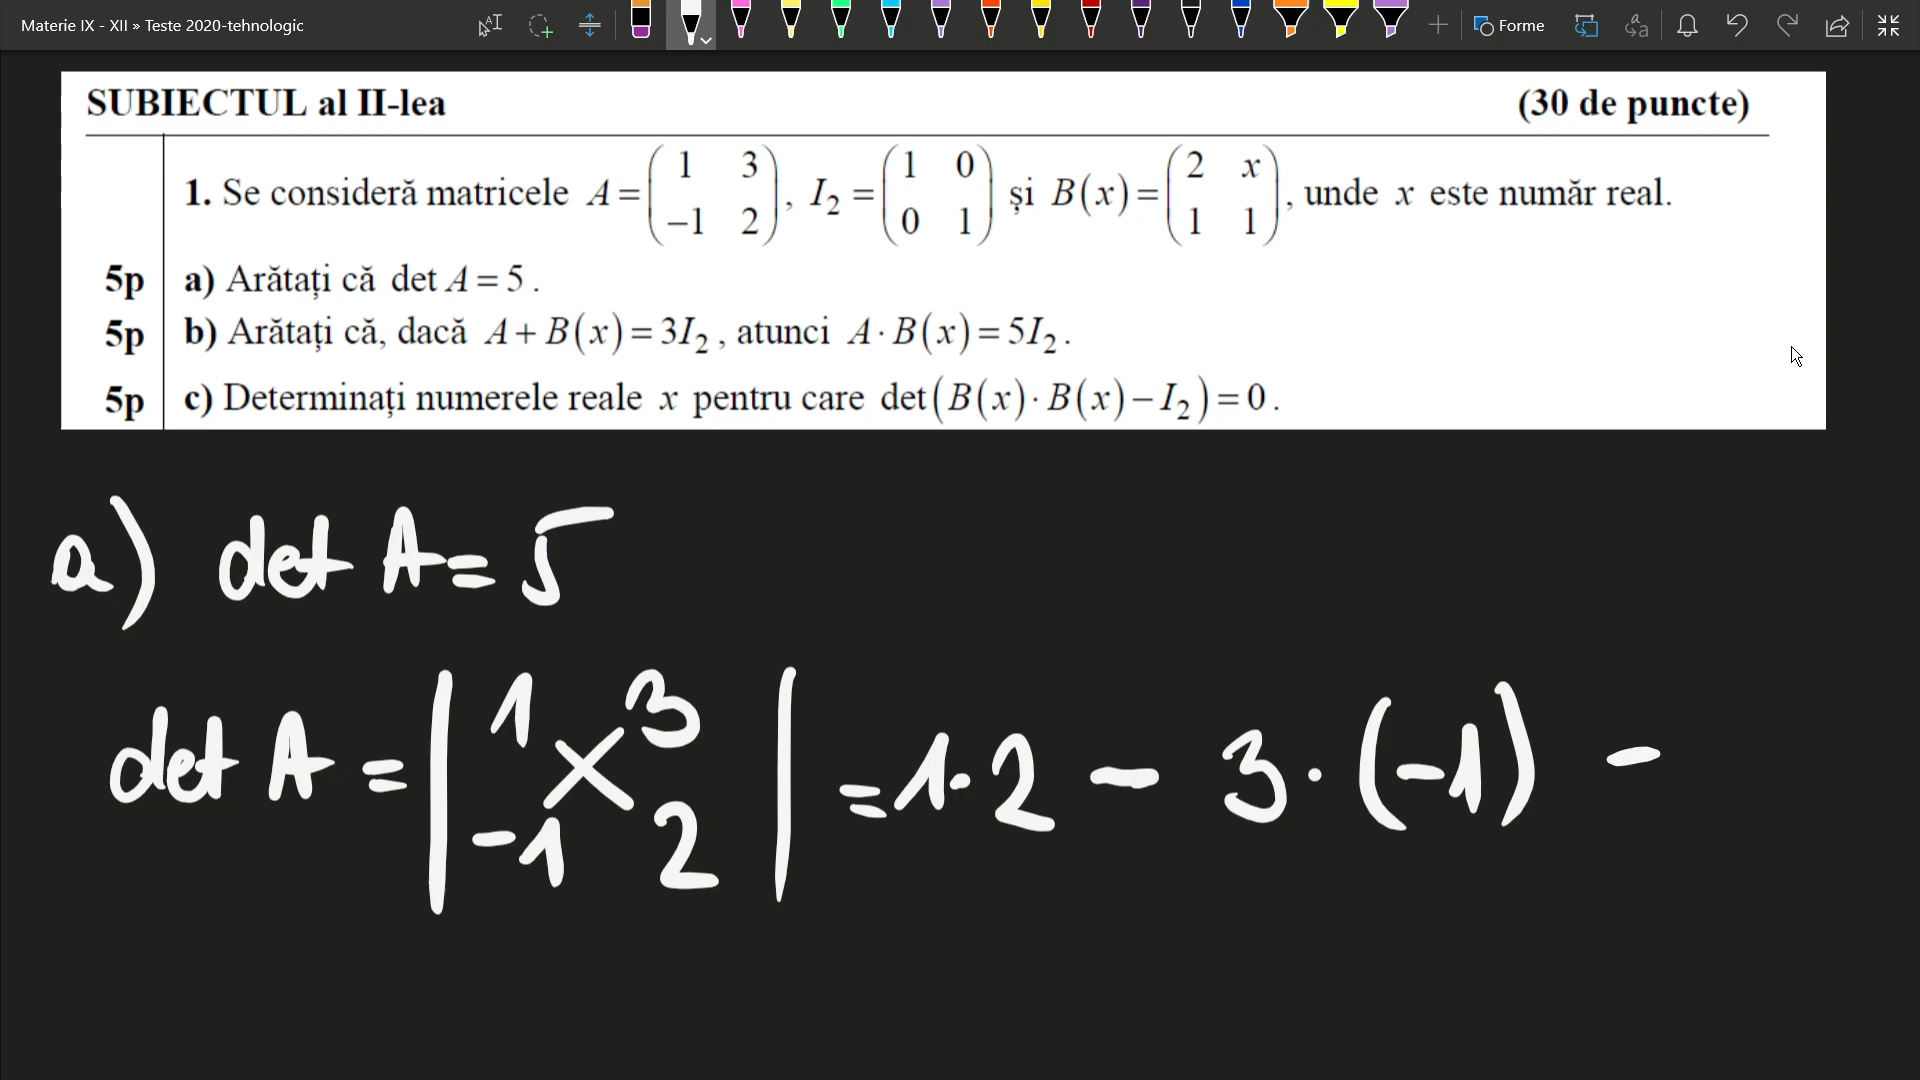 Materie IX - XII » Teste 2020-tehnologic
Forme
SUBIECTUL al II-lea (30 de puncte)
1. Se consideră matricele A = (1 3 / −1 2), I₂ = (1 0 / 0 1) și B(x) = (2 x / 1 1), unde x este număr real.
5p a) Arătați că det A = 5 .
5p b) Arătați că, dacă A + B(x) = 3I₂ , atunci A · B(x) = 5I₂ .
5p c) Determinați numerele reale x pentru care det(B(x) · B(x) − I₂) = 0 .
a) det A = 5
det A = |1 3 / -1 2| = 1·2 - 3·(-1) -